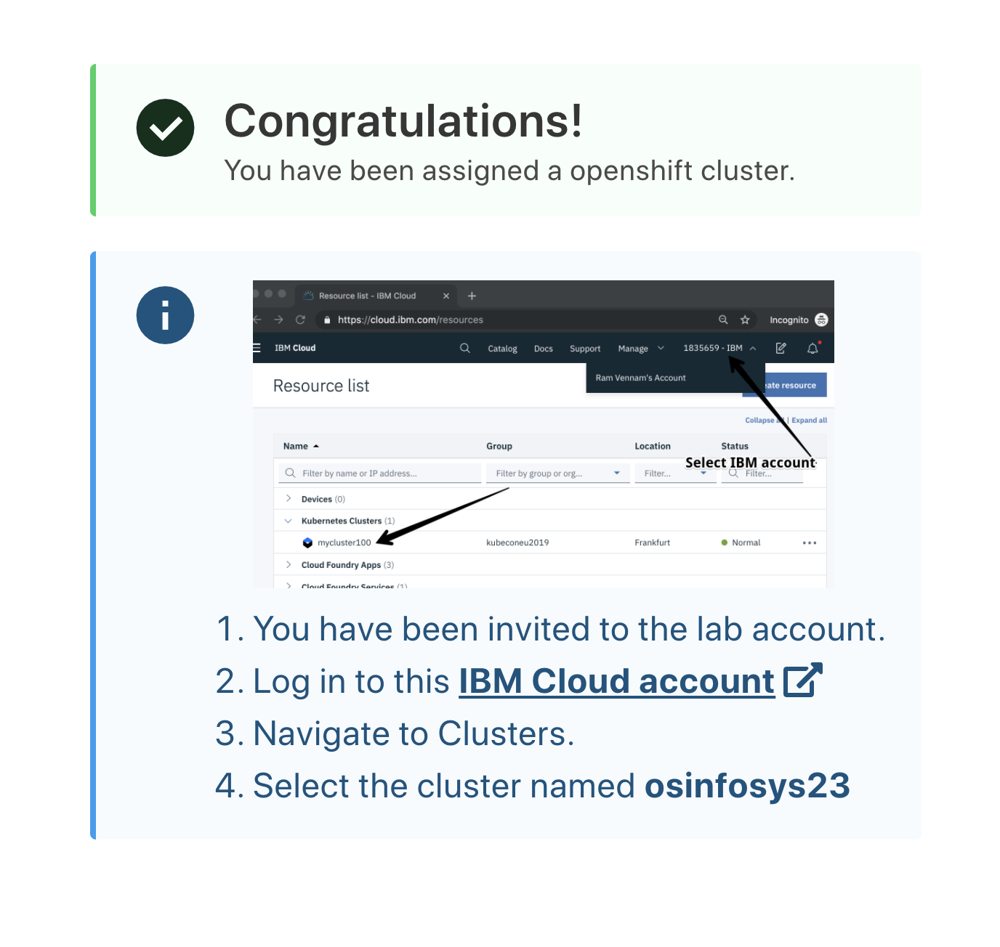 Congratulations!
You have been assigned a openshift cluster.
Resource list - IBM Cloud
https://cloud.ibm.com/resources
Incognito
IBM Cloud
Catalog
Docs
Support
Manage
1835659 - IBM
Ram Vennam's Account
Resource list
eate resource
Collapse a | Expand all
Name
Group
Location
Status
Select IBM account
Filter by name or IP address...
Filter by group or org...
Filter...
Filter...
Devices (0)
Kubernetes Clusters (1)
mycluster100
kubeconeu2019
Frankfurt
Normal
Cloud Foundry Apps (3)
Cloud Foundry Services (1)
1. You have been invited to the lab account.
2. Log in to this IBM Cloud account
3. Navigate to Clusters.
4. Select the cluster named osinfosys23